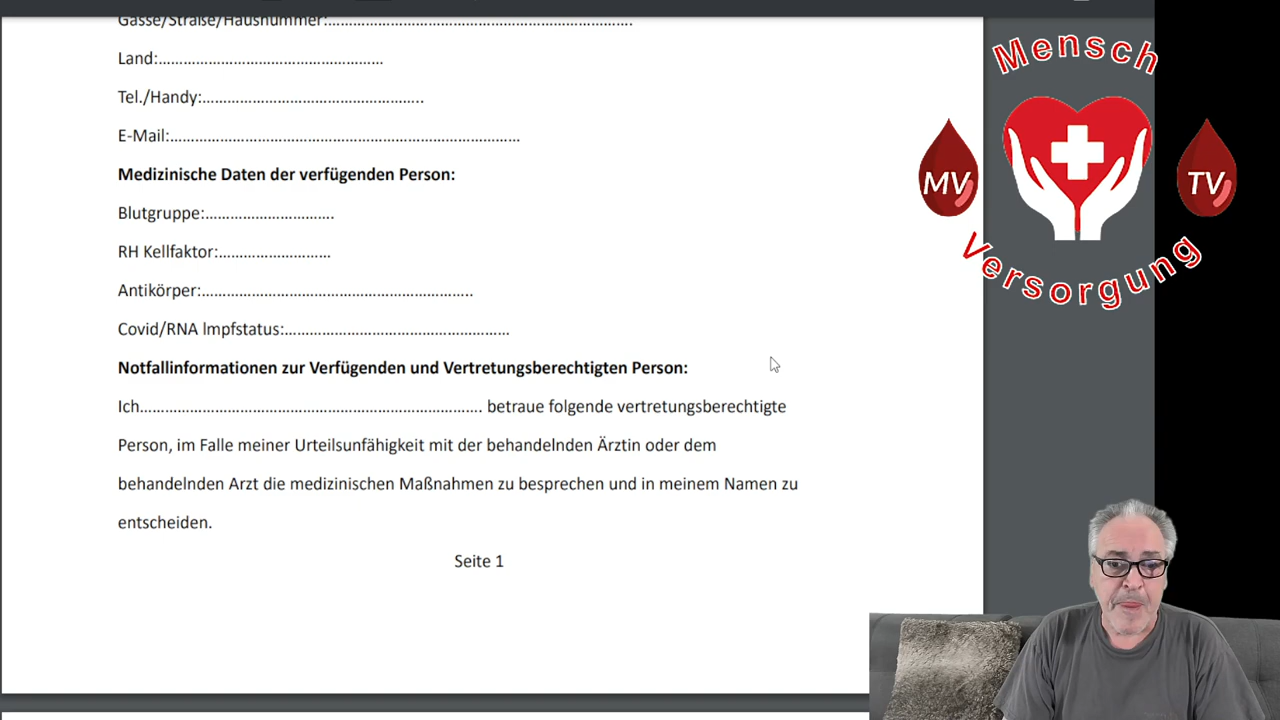 Gasse/Straße/Hausnummer:……………………………………………………………….
Land:………………………………………………
Tel./Handy:……………………………………………..
E-Mail:…………………………………………………………………………
Medizinische Daten der verfügenden Person:
Blutgruppe:………………………….
RH Kellfaktor:………………………
Antikörper:………………………………………………………..
Covid/RNA Impfstatus:………………………………………………
Notfallinformationen zur Verfügenden und Vertretungsberechtigten Person:
Ich………………………………………………………………………. betraue folgende vertretungsberechtigte
Person, im Falle meiner Urteilsunfähigkeit mit der behandelnden Ärztin oder dem
behandelnden Arzt die medizinischen Maßnahmen zu besprechen und in meinem Namen zu
entscheiden.
Seite 1
Mensch
MV
TV
Versorgung